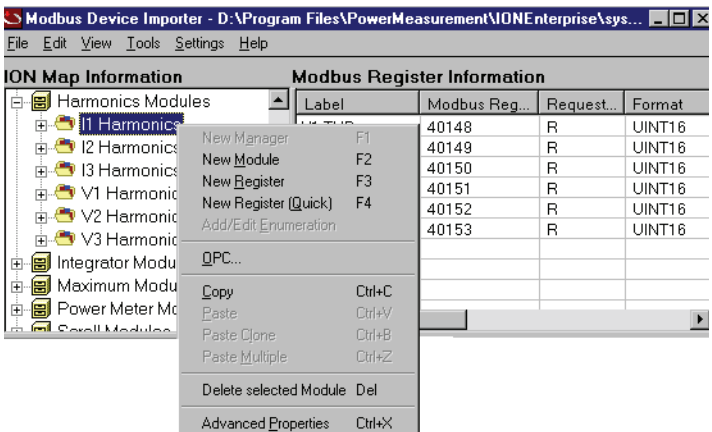 Modbus Device Importer - D:\Program Files\PowerMeasurement\IONEnterprise\sys...
File Edit View Tools Settings Help
ION Map Information
Modbus Register Information
Harmonics Modules
I1 Harmonics
I2 Harmonics
I3 Harmonics
V1 Harmonic
V2 Harmonic
V3 Harmonic
Integrator Modu
Maximum Modu
Power Meter Mo
Label Modbus Reg... Request... Format
40148 R UINT16
40149 R UINT16
40150 R UINT16
40151 R UINT16
40152 R UINT16
40153 R UINT16
New Manager F1
New Module F2
New Register F3
New Register (Quick) F4
Add/Edit Enumeration
OPC...
Copy Ctrl+C
Paste Ctrl+V
Paste Clone Ctrl+B
Paste Multiple Ctrl+Z
Delete selected Module Del
Advanced Properties Ctrl+X